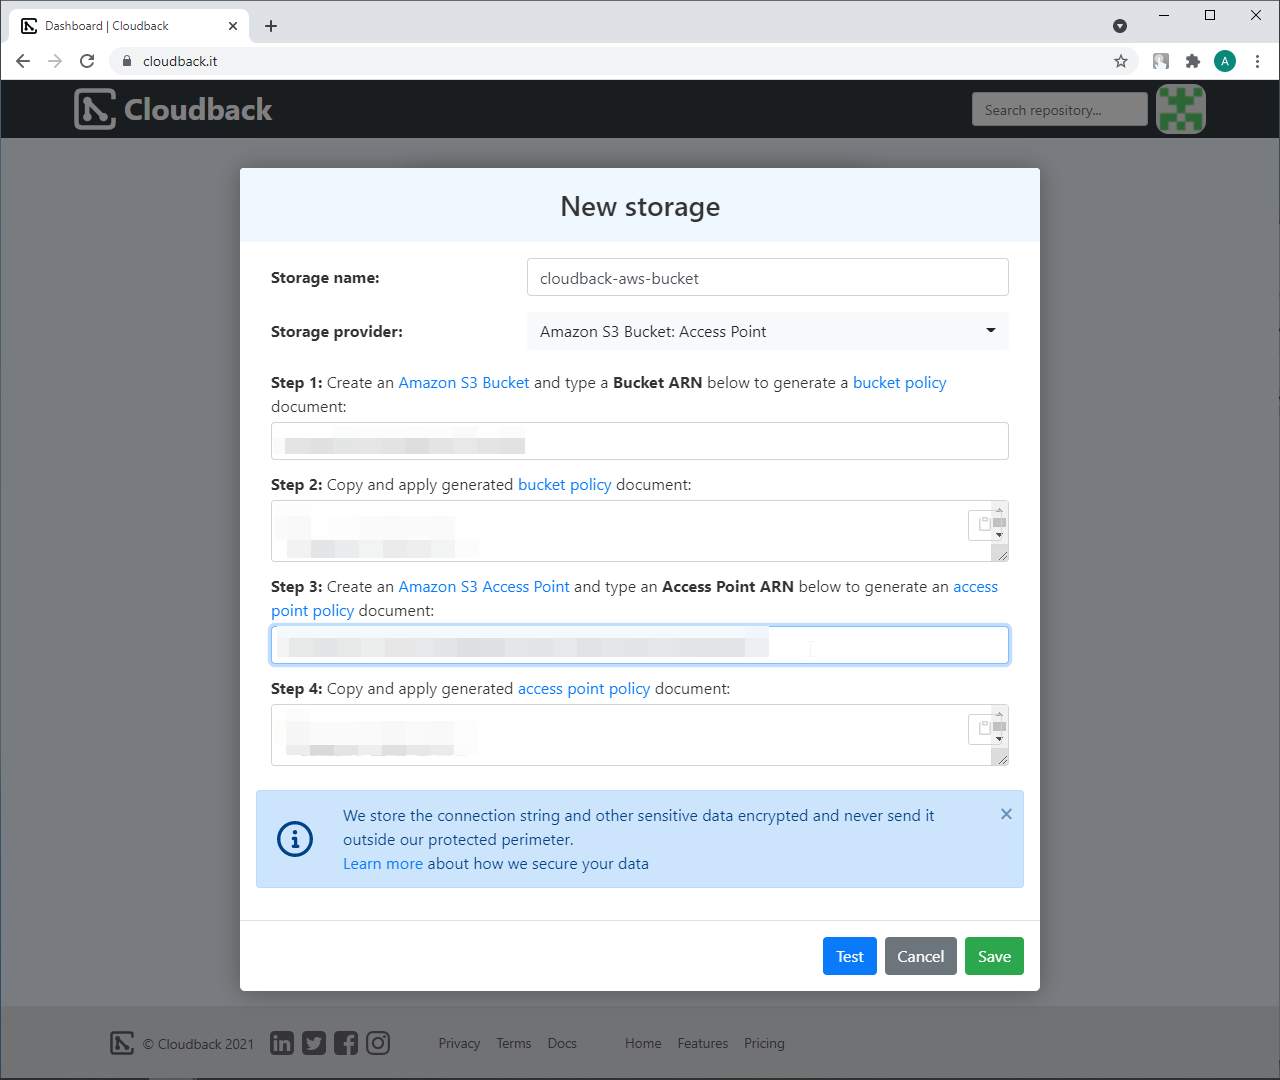 Dashboard | Cloudback
cloudback.it
A
Cloudback
Search repository...
New storage
Storage name:
cloudback-aws-bucket
Storage provider:
Amazon S3 Bucket: Access Point
Step 1: Create an Amazon S3 Bucket and type a Bucket ARN below to generate a bucket policy
document:
Step 2: Copy and apply generated bucket policy document:
Step 3: Create an Amazon S3 Access Point and type an Access Point ARN below to generate an access
point policy document:
Step 4: Copy and apply generated access point policy document:
We store the connection string and other sensitive data encrypted and never send it
outside our protected perimeter.
Learn more about how we secure your data
Test
Cancel
Save
© Cloudback 2021
Privacy
Terms
Docs
Home
Features
Pricing